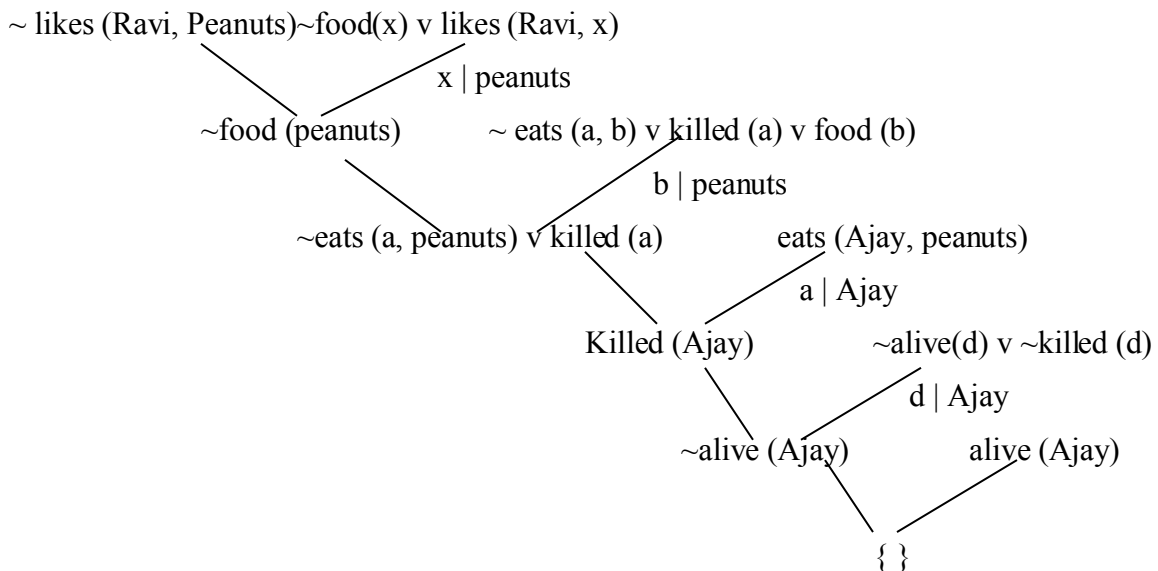 ~ likes (Ravi, Peanuts)~food(x) v likes (Ravi, x)
x | peanuts
~food (peanuts) ~ eats (a, b) v killed (a) v food (b)
b | peanuts
~eats (a, peanuts) v killed (a) eats (Ajay, peanuts)
a | Ajay
Killed (Ajay) ~alive(d) v ~killed (d)
d | Ajay
~alive (Ajay) alive (Ajay)
{ }